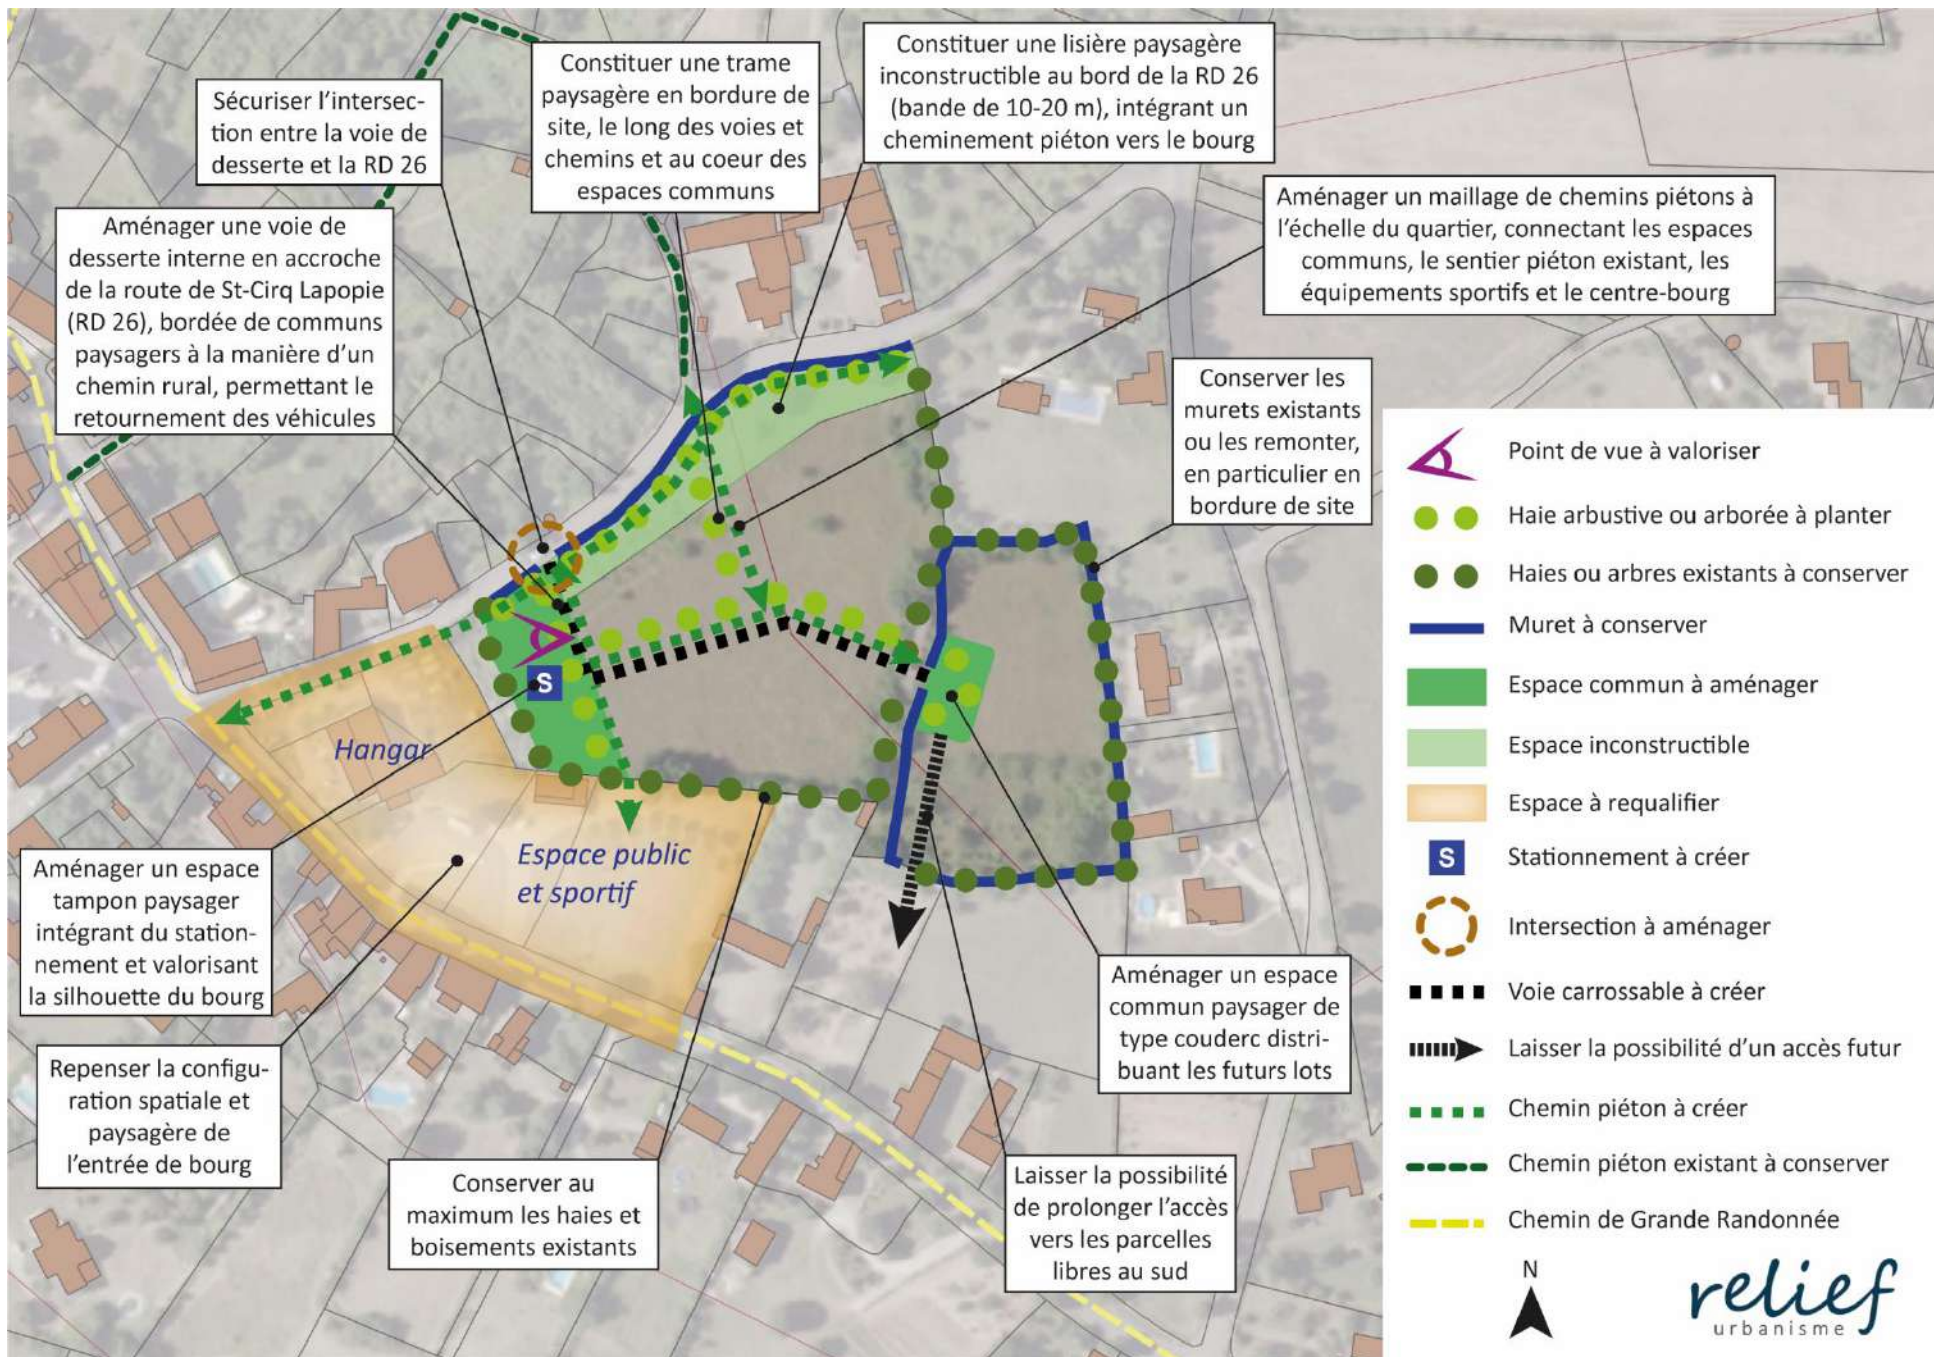 Sécuriser l’intersec-
tion entre la voie de
desserte et la RD 26
Constituer une trame
paysagère en bordure de
site, le long des voies et
chemins et au coeur des
espaces communs
Constituer une lisière paysagère
inconstructible au bord de la RD 26
(bande de 10-20 m), intégrant un
cheminement piéton vers le bourg
Aménager une voie de
desserte interne en accroche
de la route de St-Cirq Lapopie
(RD 26), bordée de communs
paysagers à la manière d’un
chemin rural, permettant le
retournement des véhicules
Aménager un maillage de chemins piétons à
l’échelle du quartier, connectant les espaces
communs, le sentier piéton existant, les
équipements sportifs et le centre-bourg
Conserver les
murets existants
ou les remonter,
en particulier en
bordure de site
S
Hangar
Espace public
et sportif
Aménager un espace
tampon paysager
intégrant du station-
nement et valorisant
la silhouette du bourg
Repenser la configu-
ration spatiale et
paysagère de
l’entrée de bourg
Conserver au
maximum les haies et
boisements existants
Laisser la possibilité
de prolonger l’accès
vers les parcelles
libres au sud
Aménager un espace
commun paysager de
type couderc distri-
buant les futurs lots
Point de vue à valoriser
Haie arbustive ou arborée à planter
Haies ou arbres existants à conserver
Muret à conserver
Espace commun à aménager
Espace inconstructible
Espace à requalifier
S Stationnement à créer
Intersection à aménager
Voie carrossable à créer
Laisser la possibilité d’un accès futur
Chemin piéton à créer
Chemin piéton existant à conserver
Chemin de Grande Randonnée
N
relief
urbanisme